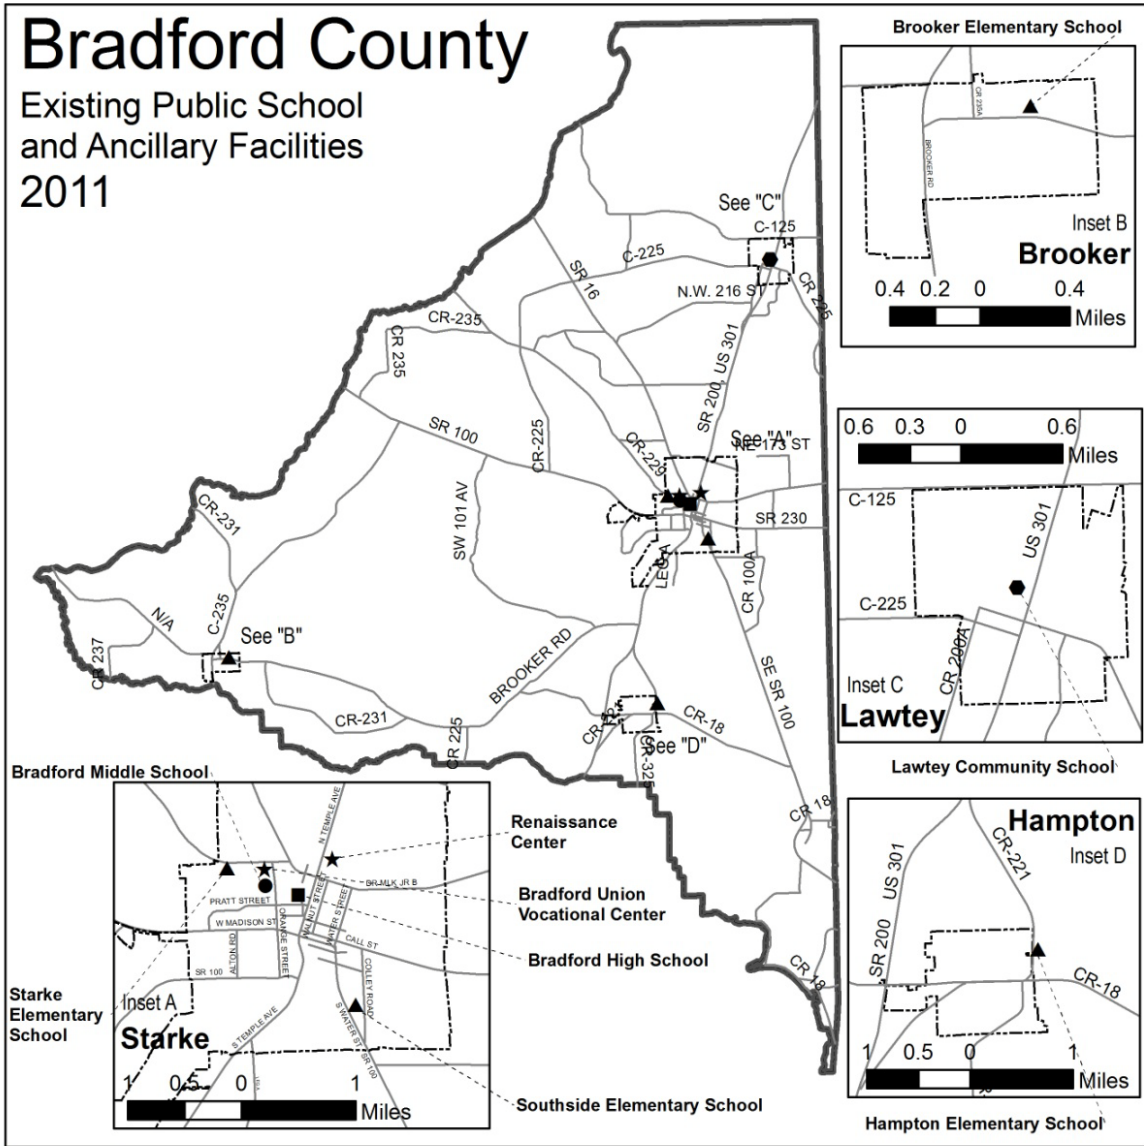 Bradford County
Existing Public School
and Ancillary Facilities
2011
Brooker Elementary School
CR 230A
BROOKER RD
Inset B
Brooker
0.4 0.2 0 0.4
Miles
See "C"
C-125
C-225
SR 16
N.W. 216 ST
CR 225
CR-235
CR 235
SR 200, US 301
SR 100
CR-225
CR-229
See "A"
NE 173 ST
SW 101 AV
SR 230
CR-231
CR 100A
N/A
C-235
See "B"
CR 237
BROOKER RD
SE SR 100
CR-231
CR 225
CR-18
See "D"
CR-325
CR 18
CR 18
0.6 0.3 0 0.6
Miles
C-125
US 301
C-225
CR 200A
Inset C
Lawtey
Lawtey Community School
Bradford Middle School
N TEMPLE AVE
Renaissance
Center
PRATT STREET
W MADISON ST
ALTON RD
ORANGE STREET
WALNUT STREET
WATER STREET
CALL ST
COLLEY ROAD
SR 100
Bradford Union
Vocational Center
Bradford High School
Starke
Elementary
School
Inset A
Starke
S TEMPLE AVE
S WATER ST
SR 100
1 0.5 0 1
Miles
Southside Elementary School
Hampton
Inset D
US 301
SR 200
CR-221
CR-18
1 0.5 0 1
Miles
Hampton Elementary School